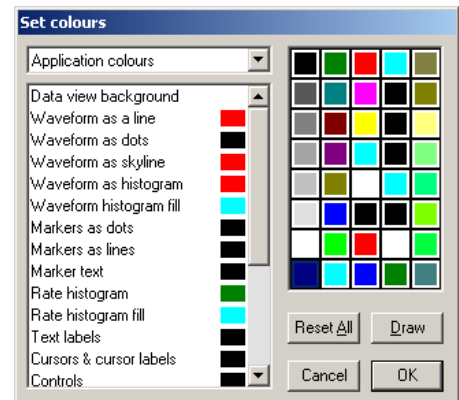 Set colours
Application colours
Data view background
Waveform as a line
Waveform as dots
Waveform as skyline
Waveform as histogram
Waveform histogram fill
Markers as dots
Markers as lines
Marker text
Rate histogram
Rate histogram fill
Text labels
Cursors & cursor labels
Controls
Reset All
Draw
Cancel
OK